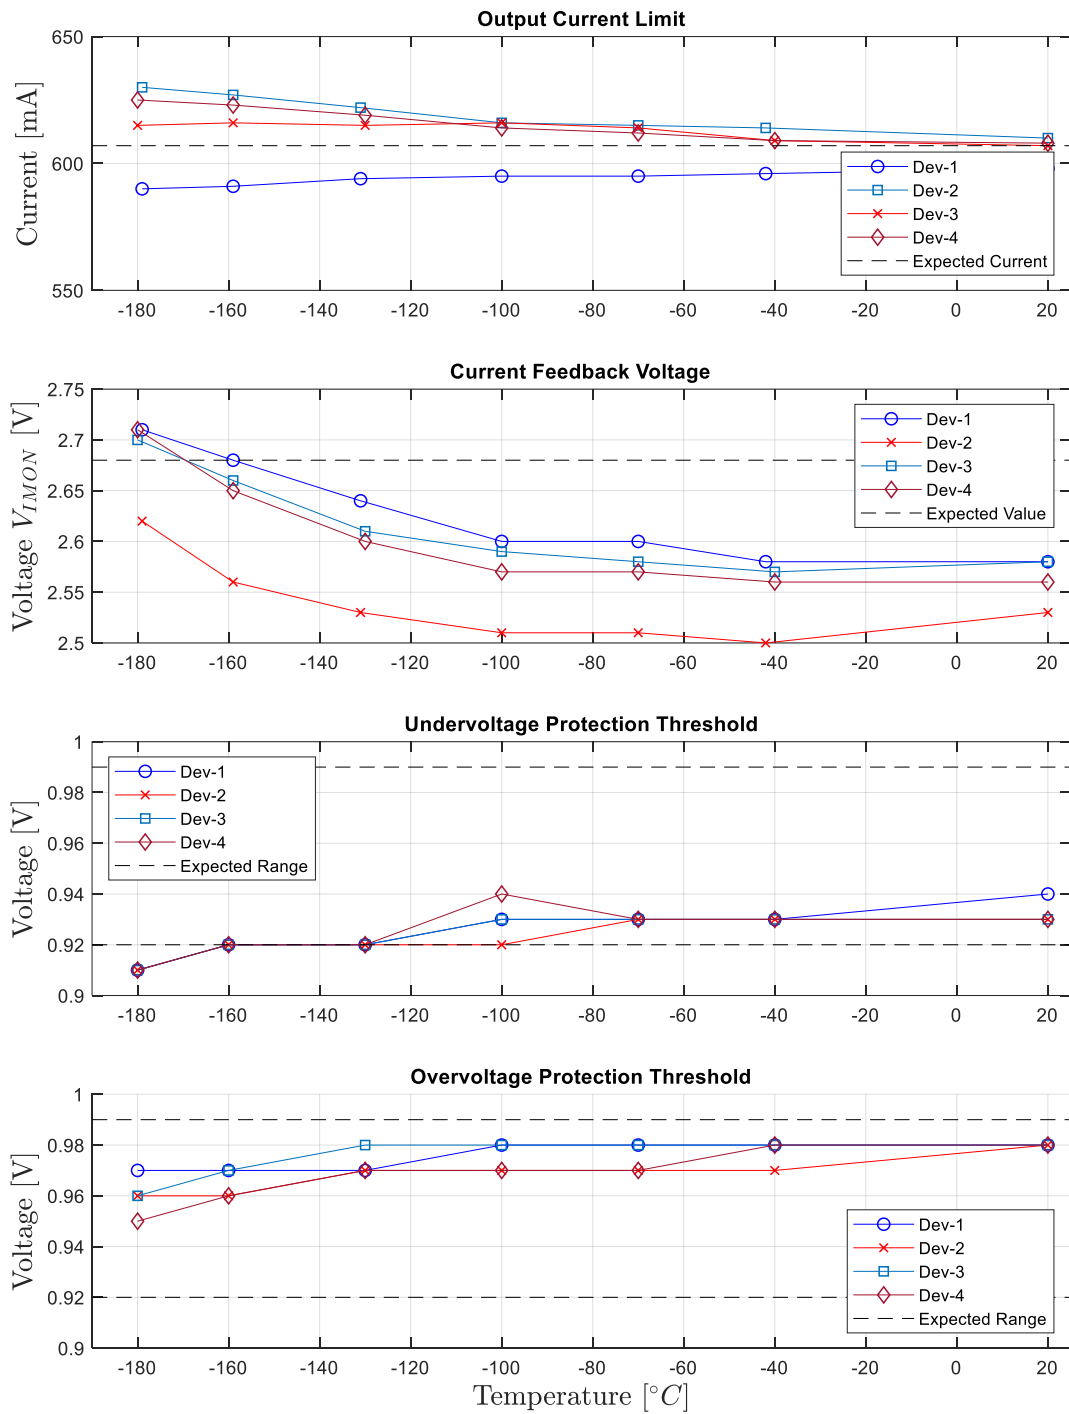 Output Current Limit
650
600
550
Current [mA]
Dev-1
Dev-2
Dev-3
Dev-4
Expected Current
-180 -160 -140 -120 -100 -80 -60 -40 -20 0 20
Current Feedback Voltage
2.75
2.7
2.65
2.6
2.55
2.5
Voltage V_{IMON} [V]
Dev-1
Dev-2
Dev-3
Dev-4
Expected Value
-180 -160 -140 -120 -100 -80 -60 -40 -20 0 20
Undervoltage Protection Threshold
1
0.98
0.96
0.94
0.92
0.9
Voltage [V]
Dev-1
Dev-2
Dev-3
Dev-4
Expected Range
-180 -160 -140 -120 -100 -80 -60 -40 -20 0 20
Overvoltage Protection Threshold
1
0.98
0.96
0.94
0.92
0.9
Voltage [V]
Dev-1
Dev-2
Dev-3
Dev-4
Expected Range
-180 -160 -140 -120 -100 -80 -60 -40 -20 0 20
Temperature [°C]